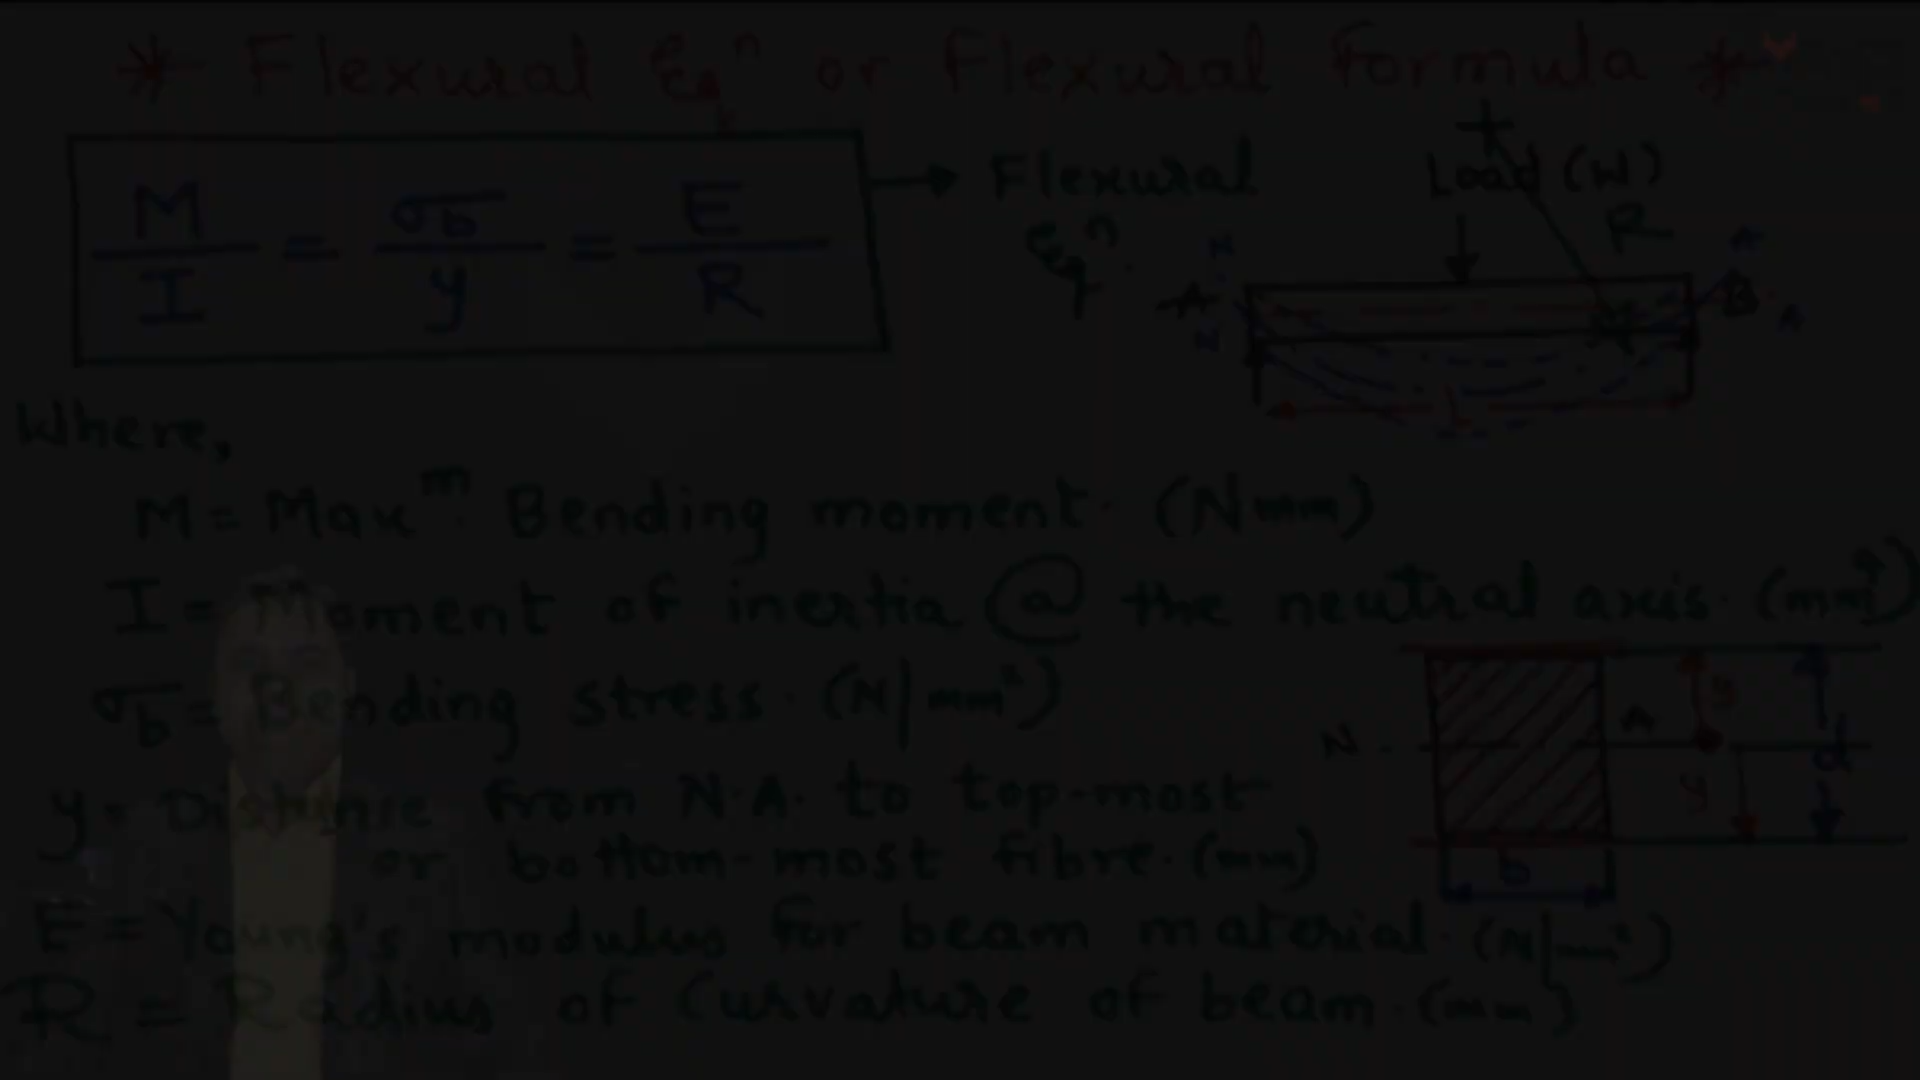 * Flexural Eqⁿ or Flexural formula *
M/I = σb/y = E/R
Flexural Eqⁿ.
Load (W)
R
N A
A B
N A
L
Where,
M = Maxᵐ. Bending moment. (N mm)
I = Moment of inertia @ the neutral axis. (mm⁴)
σb = Bending stress. (N/mm²)
y = Distance from N.A. to top-most
or bottom-most fibre. (mm)
E = Young's modulus for beam material. (N/mm²)
R = Radius of Curvature of beam. (mm)
N A y
y d
b